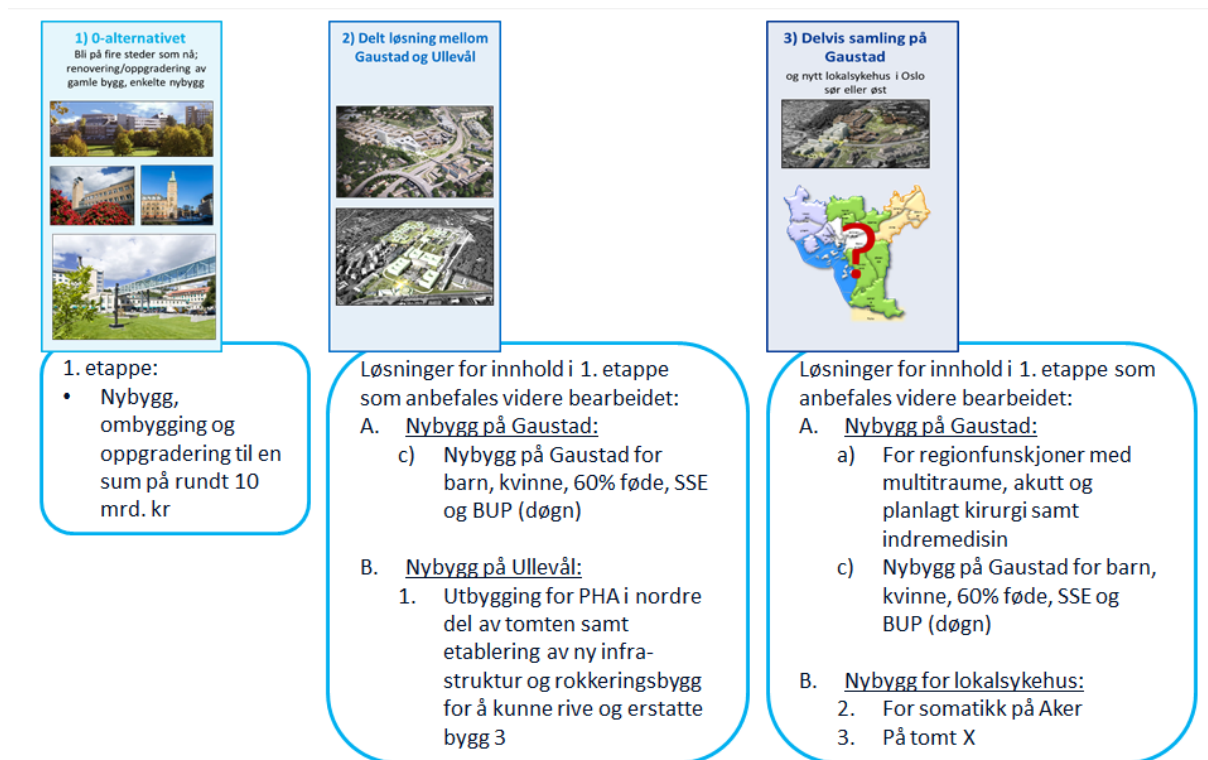 1) 0-alternativet
Bli på fire steder som nå;
renovering/oppgradering av
gamle bygg, enkelte nybygg
1. etappe:
• Nybygg,
ombygging og
oppgradering til en
sum på rundt 10
mrd. kr
2) Delt løsning mellom
Gaustad og Ullevål
Løsninger for innhold i 1. etappe
som anbefales videre bearbeidet:
A. Nybygg på Gaustad:
c) Nybygg på Gaustad for
barn, kvinne, 60% føde, SSE
og BUP (døgn)
B. Nybygg på Ullevål:
1. Utbygging for PHA i nordre
del av tomten samt
etablering av ny infra-
struktur og rokkeringsbygg
for å kunne rive og erstatte
bygg 3
3) Delvis samling på
Gaustad
og nytt lokalsykehus i Oslo
sør eller øst
?
Løsninger for innhold i 1. etappe som
anbefales videre bearbeidet:
A. Nybygg på Gaustad:
a) For regionfunskjoner med
multitraume, akutt og
planlagt kirurgi samt
indremedisin
c) Nybygg på Gaustad for barn,
kvinne, 60% føde, SSE og
BUP (døgn)
B. Nybygg for lokalsykehus:
2. For somatikk på Aker
3. På tomt X